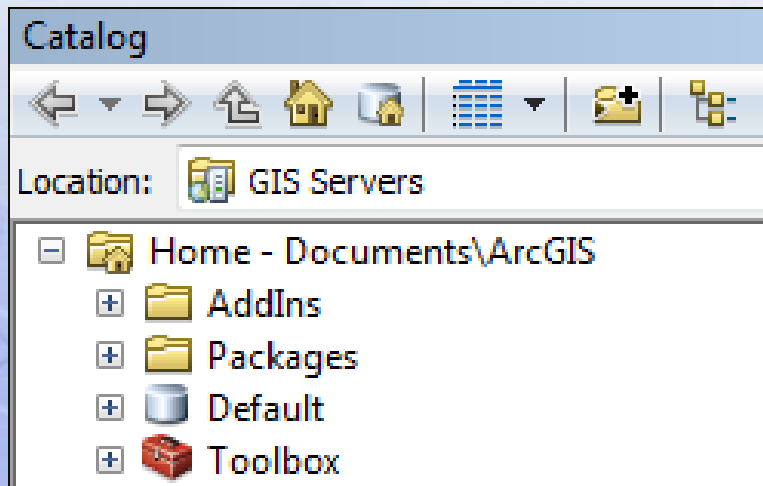 Catalog
Location: GIS Servers
Home - Documents\ArcGIS
AddIns
Packages
Default
Toolbox